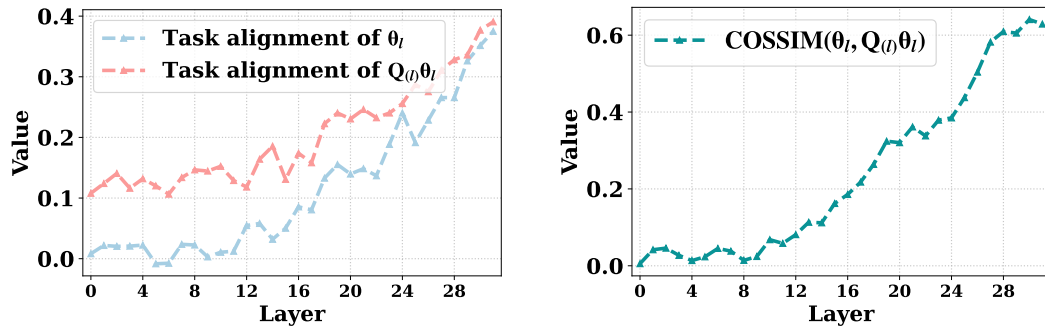 0.4
0.3
0.2
0.1
0.0
Value
0 4 8 12 16 20 24 28
Layer
Task alignment of θ_l
Task alignment of Q_(l)θ_l
0.6
0.4
0.2
0.0
Value
0 4 8 12 16 20 24 28
Layer
COSSIM(θ_l, Q_(l)θ_l)